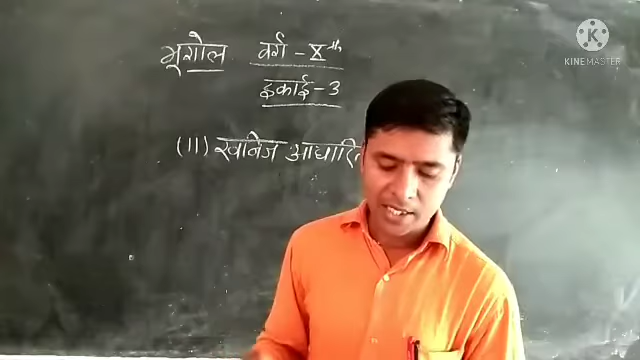 भूगोल वर्ग - Xth
इकाई - 3
(II) खनिज आधारित
KINEMASTER